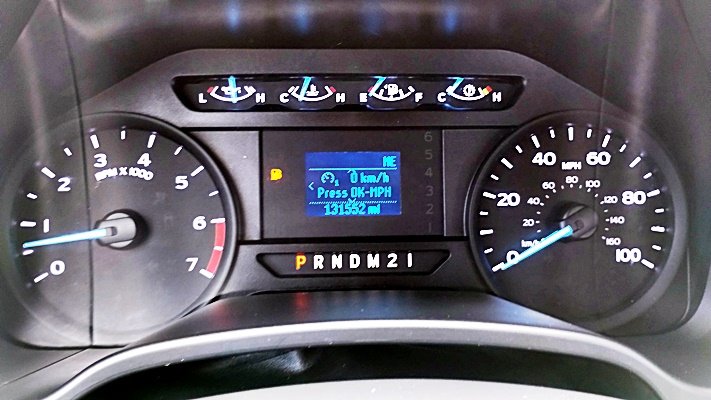 L H C H E F C H
1 2 3 4 5 6 7 0
RPM X 1000
NE
0 km/h
Press OK-MPH
131552 mi
6
5
4
3
2
1
P R N D M 2 1
0 20 40 60 80 100
MPH
20 40 60 80 100 120 140 160
km/h